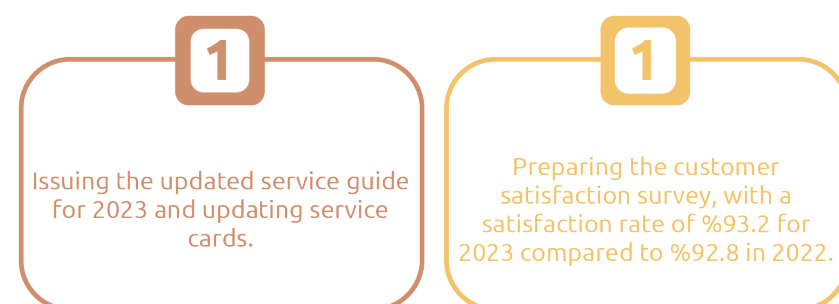 1
Issuing the updated service guide
for 2023 and updating service
cards.
1
Preparing the customer
satisfaction survey, with a
satisfaction rate of %93.2 for
2023 compared to %92.8 in 2022.